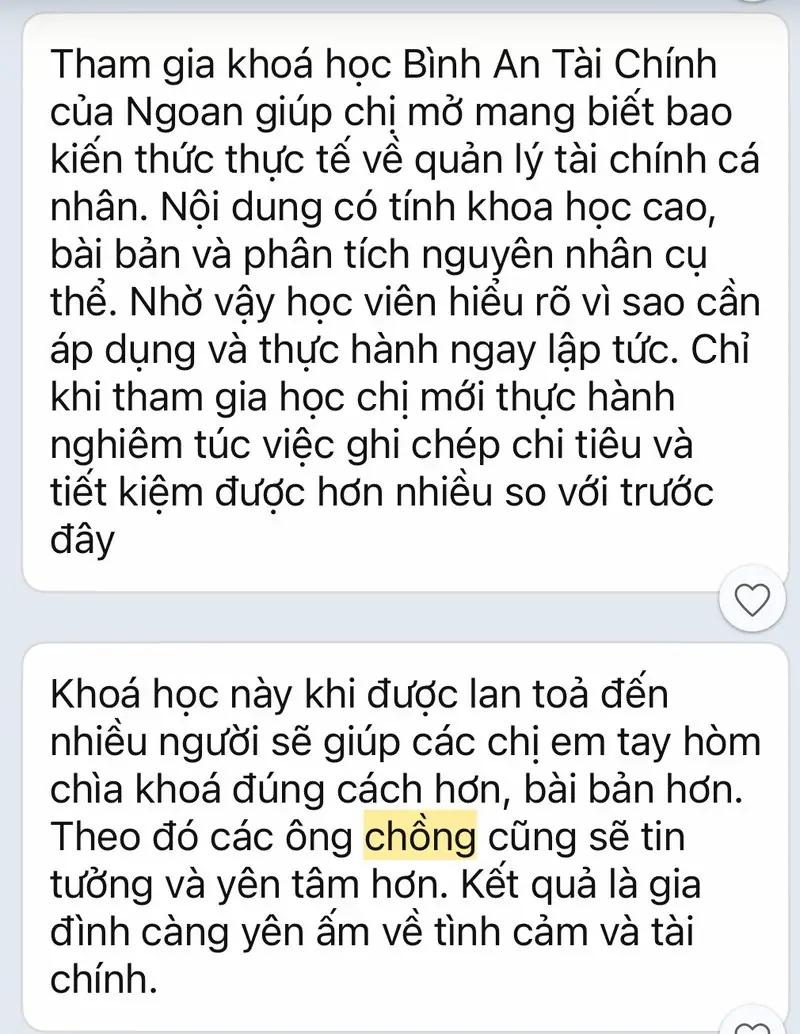 Tham gia khoá học Bình An Tài Chính
của Ngoan giúp chị mở mang biết bao
kiến thức thực tế về quản lý tài chính cá
nhân. Nội dung có tính khoa học cao,
bài bản và phân tích nguyên nhân cụ
thể. Nhờ vậy học viên hiểu rõ vì sao cần
áp dụng và thực hành ngay lập tức. Chỉ
khi tham gia học chị mới thực hành
nghiêm túc việc ghi chép chi tiêu và
tiết kiệm được hơn nhiều so với trước
đây
Khoá học này khi được lan toả đến
nhiều người sẽ giúp các chị em tay hòm
chìa khoá đúng cách hơn, bài bản hơn.
Theo đó các ông chồng cũng sẽ tin
tưởng và yên tâm hơn. Kết quả là gia
đình càng yên ấm về tình cảm và tài
chính.